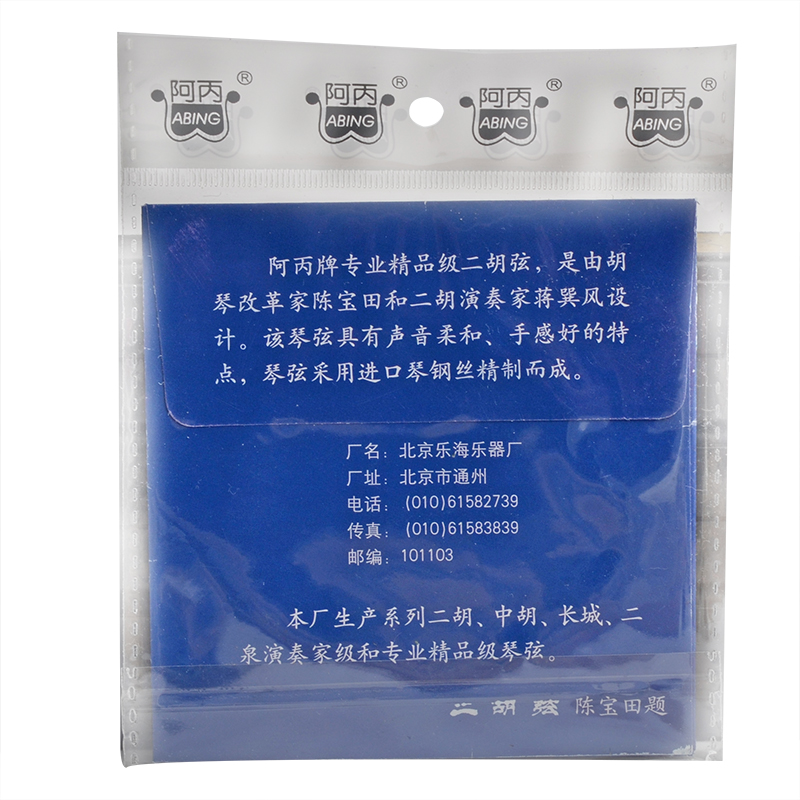 阿丙 ® 阿丙 ® 阿丙 ® 阿丙 ®
ABING ABING ABING ABING
阿丙牌专业精品级二胡弦，是由胡
琴改革家陈宝田和二胡演奏家蒋巽风设
计。该琴弦具有声音柔和、手感好的特
点，琴弦采用进口琴钢丝精制而成。
厂名：北京乐海乐器厂
厂址：北京市通州
电话：(010)61582739
传真：(010)61583839
邮编：101103
本厂生产系列二胡、中胡、长城、二
泉演奏家级和专业精品级琴弦。
二胡弦 陈宝田题